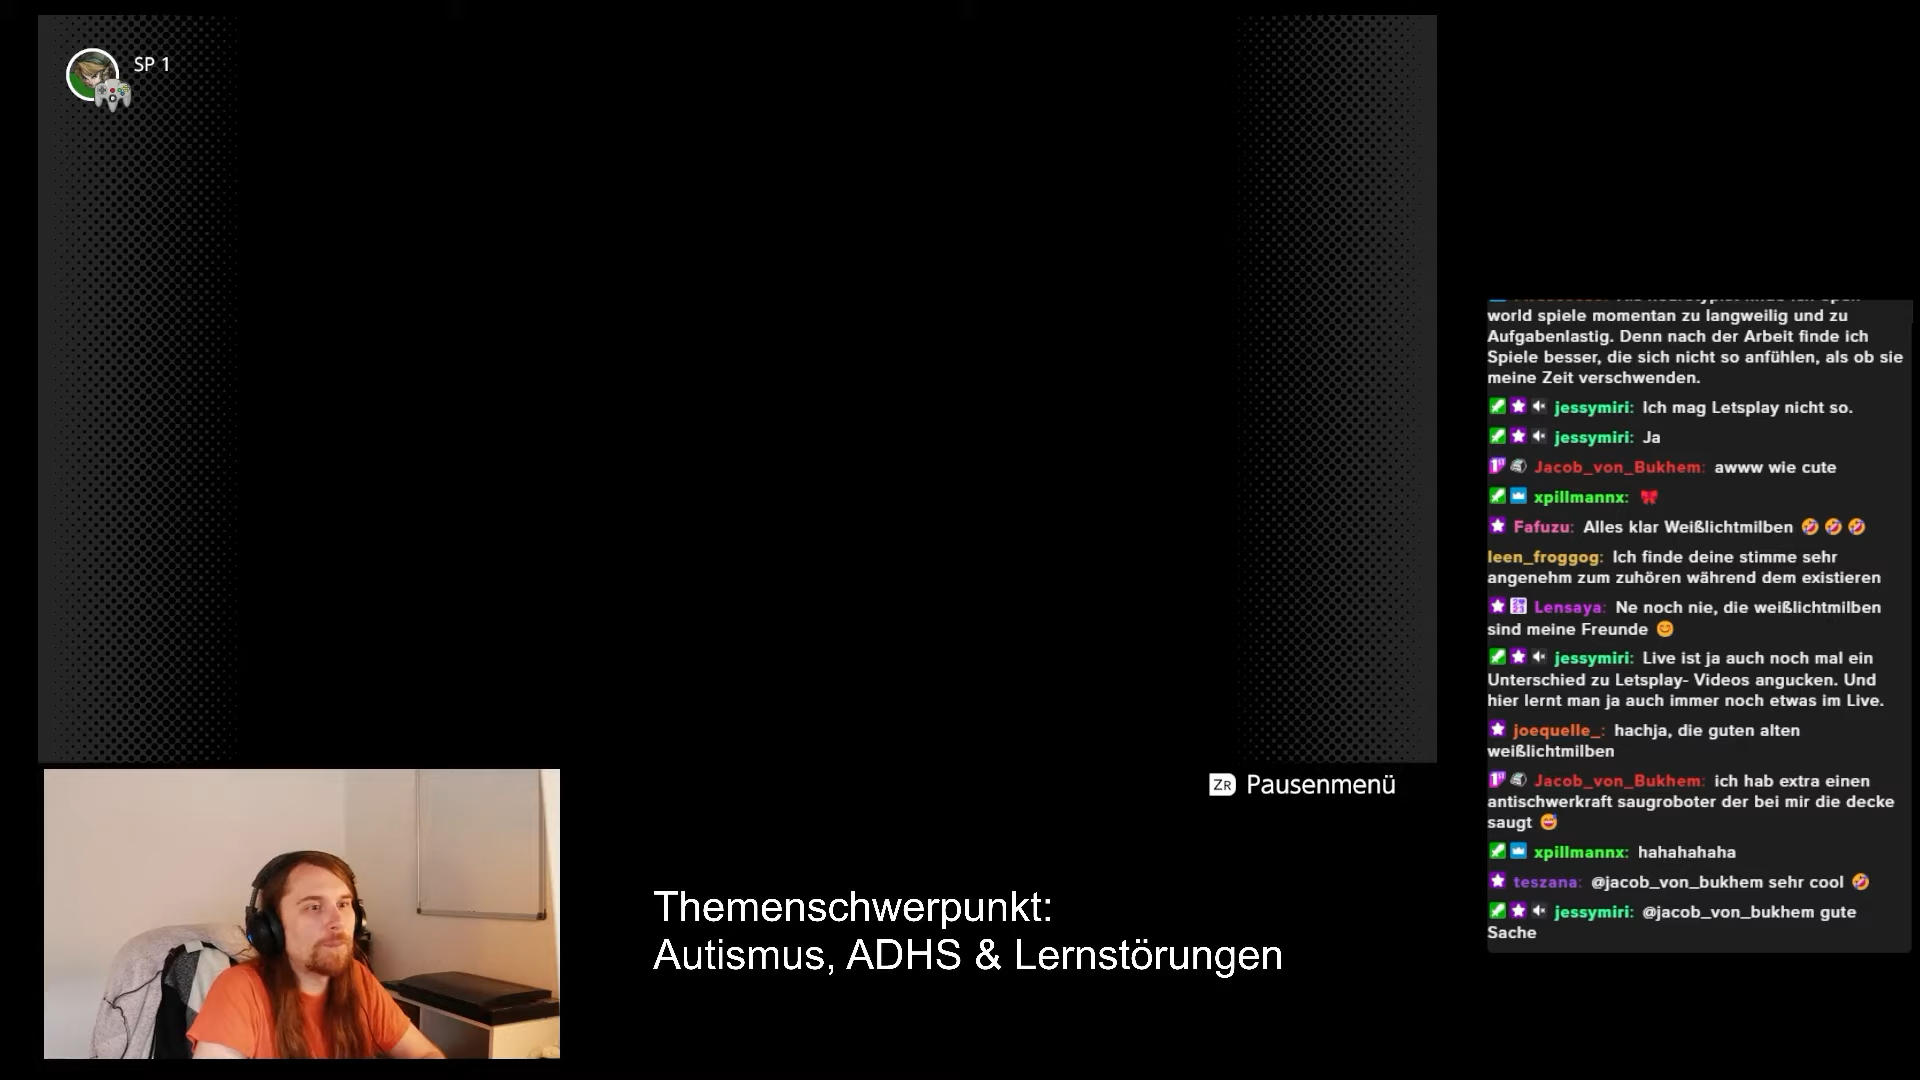 SP 1
world spiele momentan zu langweilig und zu
Aufgabenlastig. Denn nach der Arbeit finde ich
Spiele besser, die sich nicht so anfühlen, als ob sie
meine Zeit verschwenden.
jessymiri: Ich mag Letsplay nicht so.
jessymiri: Ja
Jacob_von_Bukhem: awww wie cute
xpillmannx: 🎀
Fafuzu: Alles klar Weißlichtmilben 🤣 🤣 🤣
leen_froggog: Ich finde deine stimme sehr
angenehm zum zuhören während dem existieren
Lensaya: Ne noch nie, die weißlichtmilben
sind meine Freunde 😊
jessymiri: Live ist ja auch noch mal ein
Unterschied zu Letsplay- Videos angucken. Und
hier lernt man ja auch immer noch etwas im Live.
joequelle_: hachja, die guten alten
weißlichtmilben
Jacob_von_Bukhem: ich hab extra einen
antischwerkraft saugroboter der bei mir die decke
saugt 😅
xpillmannx: hahahahaha
teszana: @jacob_von_bukhem sehr cool 🤣
jessymiri: @jacob_von_bukhem gute
Sache
ZR Pausenmenü
Themenschwerpunkt:
Autismus, ADHS & Lernstörungen